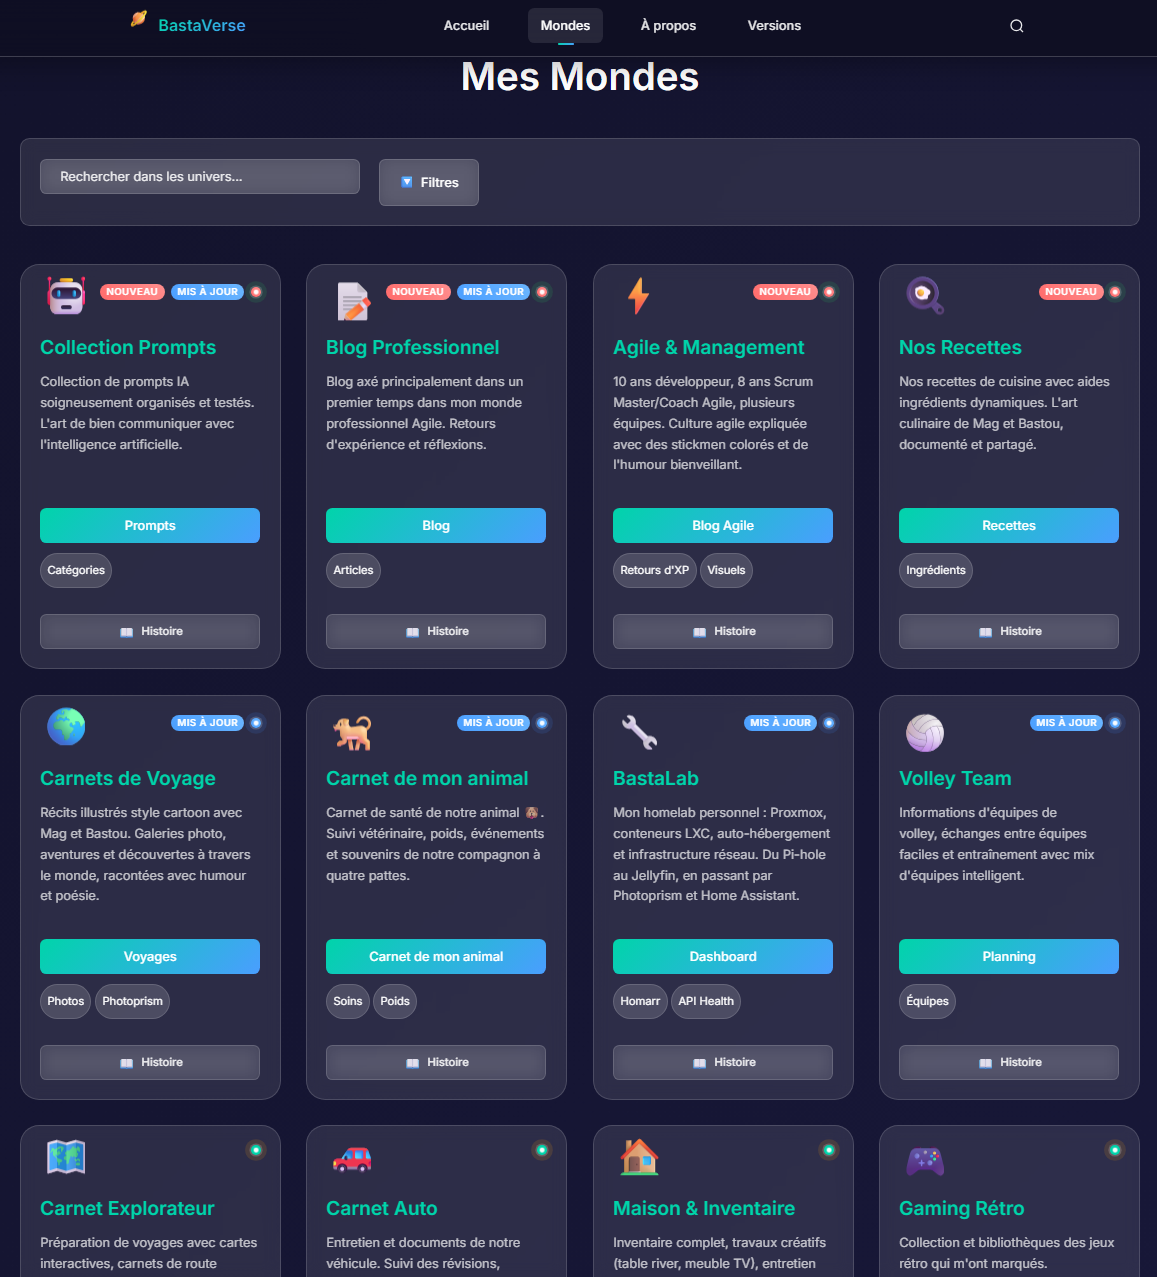 BastaVerse
Accueil
Mondes
À propos
Versions
Mes Mondes
Rechercher dans les univers...
Filtres
NOUVEAU
MIS À JOUR
Collection Prompts
Collection de prompts IA
soigneusement organisés et testés.
L'art de bien communiquer avec
l'intelligence artificielle.
Prompts
Catégories
Histoire
NOUVEAU
MIS À JOUR
Blog Professionnel
Blog axé principalement dans un
premier temps dans mon monde
professionnel Agile. Retours
d'expérience et réflexions.
Blog
Articles
Histoire
NOUVEAU
Agile & Management
10 ans développeur, 8 ans Scrum
Master/Coach Agile, plusieurs
équipes. Culture agile expliquée
avec des stickmen colorés et de
l'humour bienveillant.
Blog Agile
Retours d'XP
Visuels
Histoire
NOUVEAU
Nos Recettes
Nos recettes de cuisine avec aides
ingrédients dynamiques. L'art
culinaire de Mag et Bastou,
documenté et partagé.
Recettes
Ingrédients
Histoire
MIS À JOUR
Carnets de Voyage
Récits illustrés style cartoon avec
Mag et Bastou. Galeries photo,
aventures et découvertes à travers
le monde, racontées avec humour
et poésie.
Voyages
Photos
Photoprism
Histoire
MIS À JOUR
Carnet de mon animal
Carnet de santé de notre animal .
Suivi vétérinaire, poids, événements
et souvenirs de notre compagnon à
quatre pattes.
Carnet de mon animal
Soins
Poids
Histoire
MIS À JOUR
BastaLab
Mon homelab personnel : Proxmox,
conteneurs LXC, auto-hébergement
et infrastructure réseau. Du Pi-hole
au Jellyfin, en passant par
Photoprism et Home Assistant.
Dashboard
Homarr
API Health
Histoire
MIS À JOUR
Volley Team
Informations d'équipes de
volley, échanges entre équipes
faciles et entraînement avec mix
d'équipes intelligent.
Planning
Équipes
Histoire
Carnet Explorateur
Préparation de voyages avec cartes
interactives, carnets de route
Carnet Auto
Entretien et documents de notre
véhicule. Suivi des révisions,
Maison & Inventaire
Inventaire complet, travaux créatifs
(table river, meuble TV), entretien
Gaming Rétro
Collection et bibliothèques des jeux
rétro qui m'ont marqués.